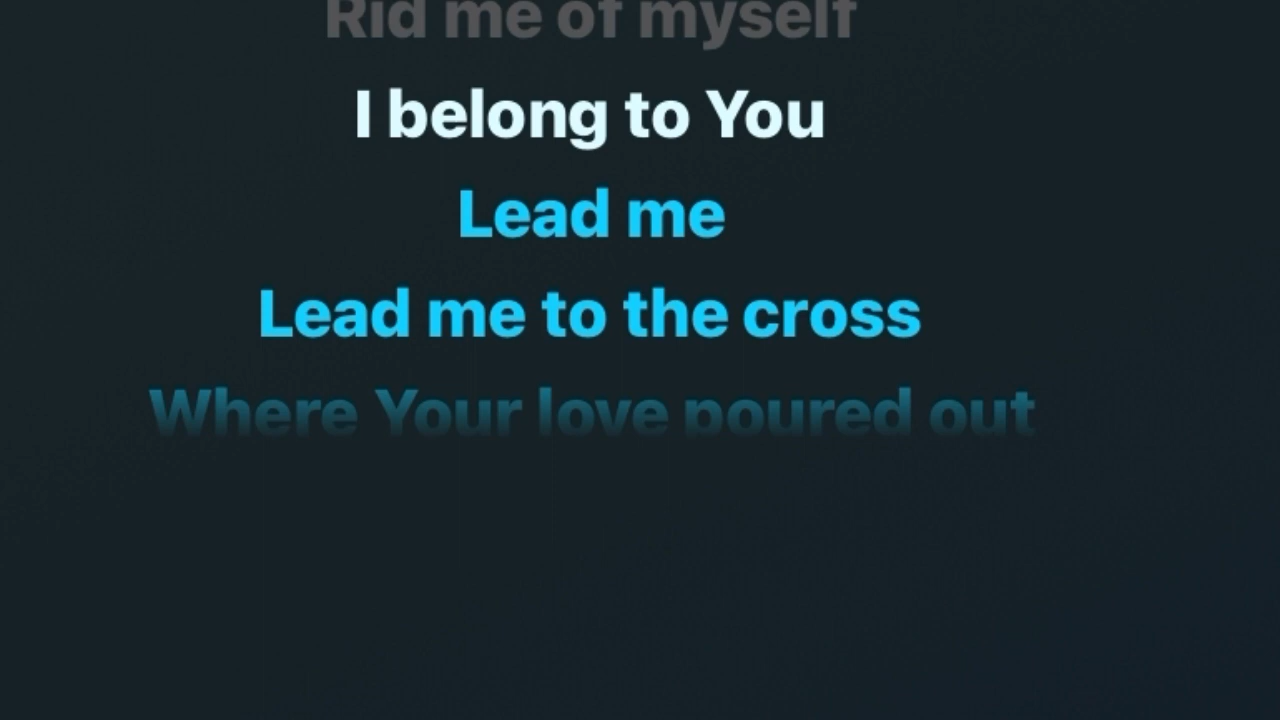 Rid me of myself
I belong to You
Lead me
Lead me to the cross
Where Your love poured out